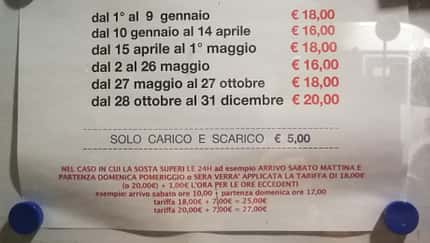 dal 1° al 9 gennaio € 18,00
dal 10 gennaio al 14 aprile € 16,00
dal 15 aprile al 1° maggio € 18,00
dal 2 al 26 maggio € 16,00
dal 27 maggio al 27 ottobre € 18,00
dal 28 ottobre al 31 dicembre € 20,00
SOLO CARICO E SCARICO € 5,00
NEL CASO IN CUI LA SOSTA SUPERI LE 24H ad esempio ARRIVO SABATO MATTINA E
PARTENZA DOMENICA POMERIGGIO o SERA VERRA' APPLICATA LA TARIFFA DI 18,00€
(o 20,00€) + 1,00€ L'ORA PER LE ORE ECCEDENTI
esempio: arrivo sabato ore 10,00 | partenza domenica ore 17,00
tariffa 18,00€ + 7,00€ = 25,00€
tariffa 20,00€ + 7,00€ = 27,00€